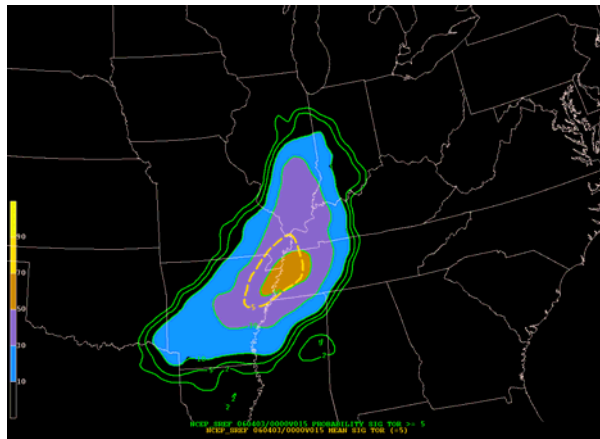 90
70
50
30
10
NCEP_SREF 060403/0000V015 PROBABILITY SIG TOR >= 5
NCEP_SREF 060403/0000V015 MEAN SIG TOR (=5)